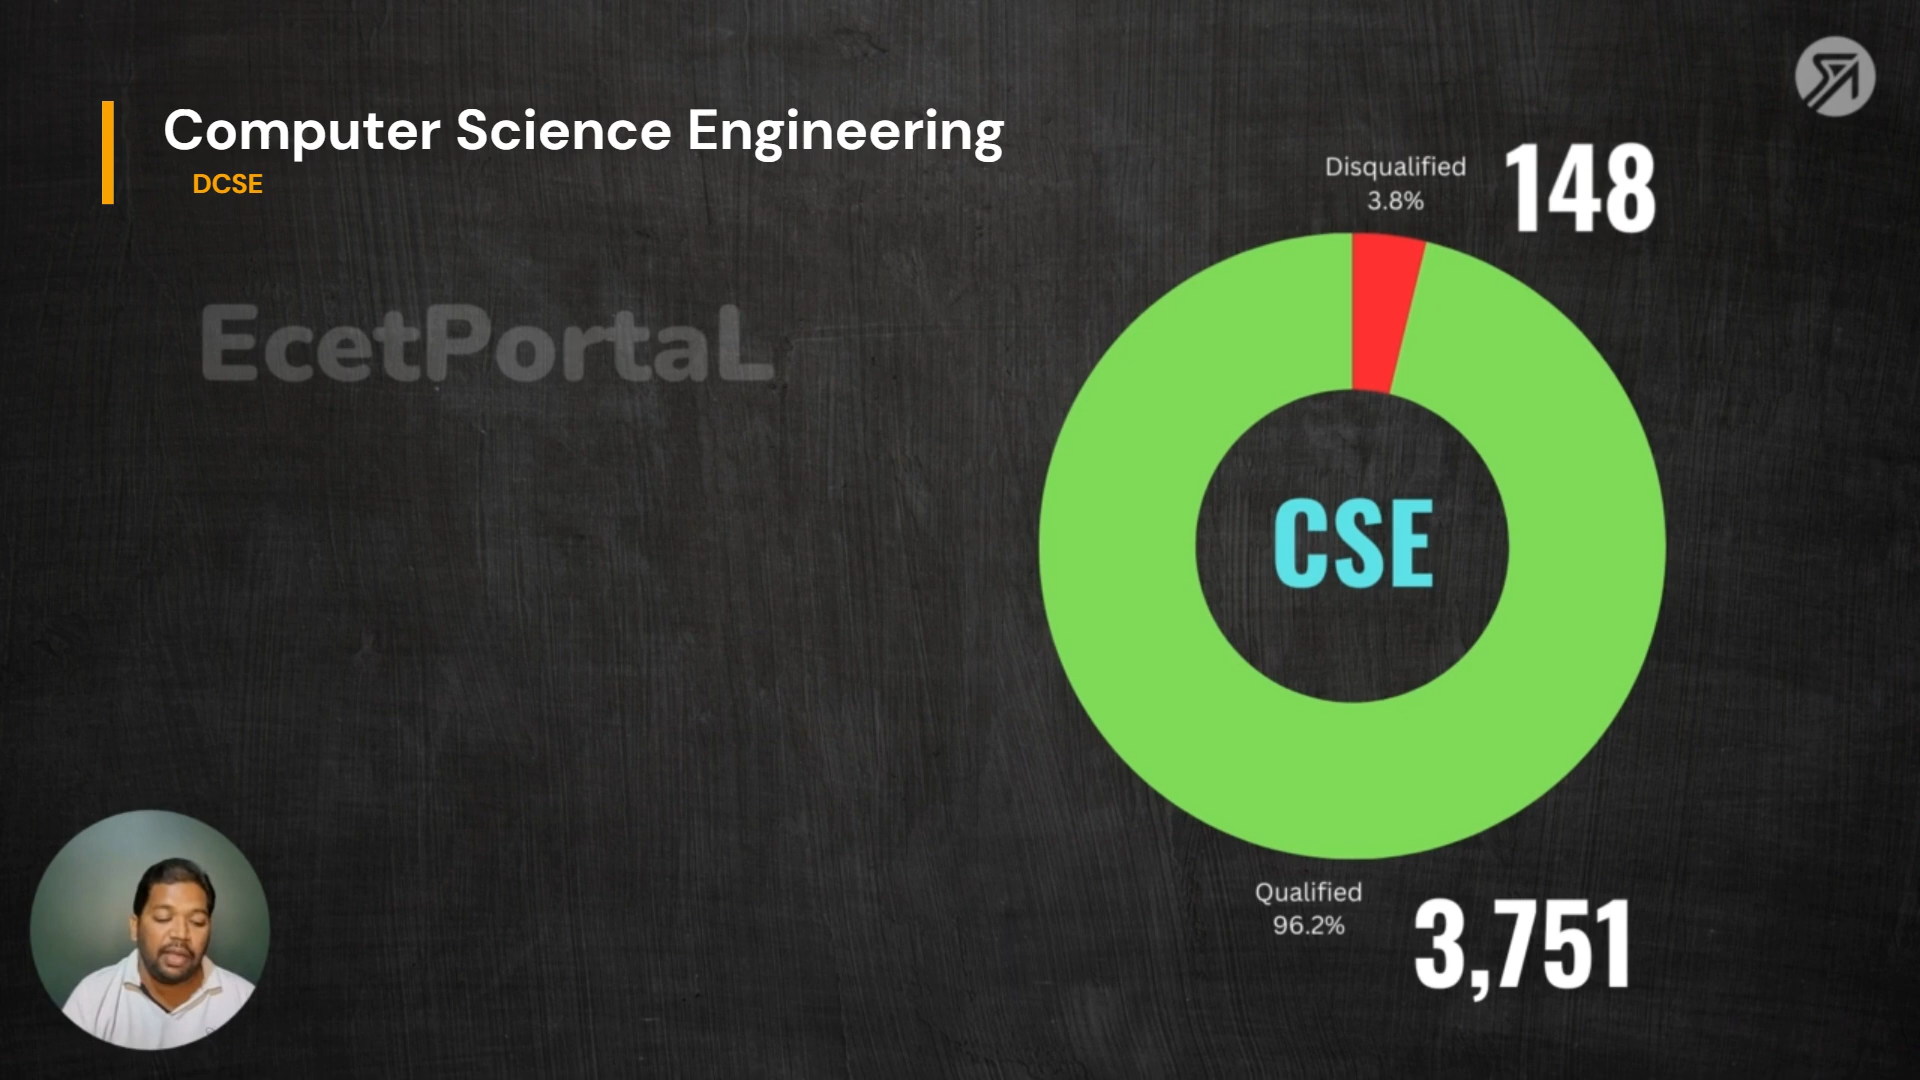 Computer Science Engineering
DCSE
EcetPortaL
Disqualified
3.8%
148
CSE
Qualified
96.2%
3,751